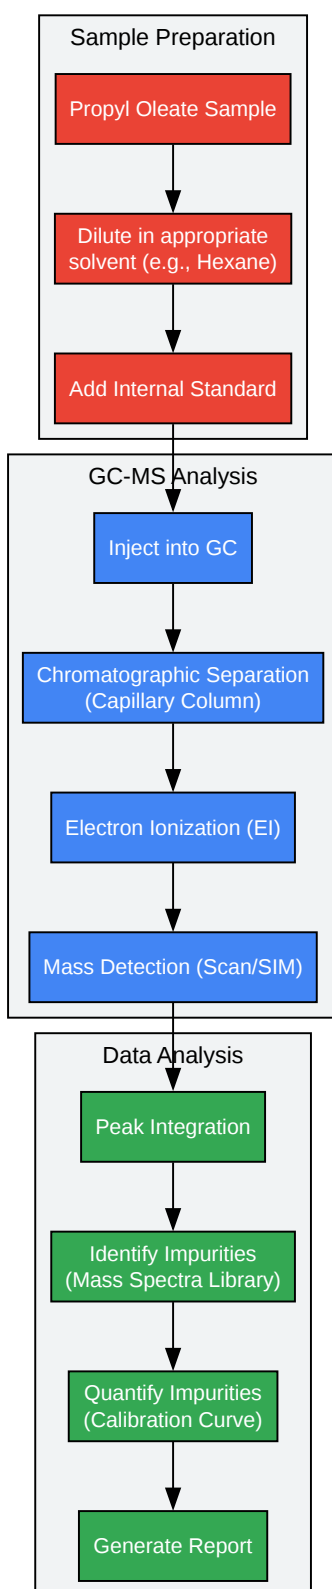 Sample Preparation
Propyl Oleate Sample
Dilute in appropriate
solvent (e.g., Hexane)
Add Internal Standard
GC-MS Analysis
Inject into GC
Chromatographic Separation
(Capillary Column)
Electron Ionization (EI)
Mass Detection (Scan/SIM)
Data Analysis
Peak Integration
Identify Impurities
(Mass Spectra Library)
Quantify Impurities
(Calibration Curve)
Generate Report